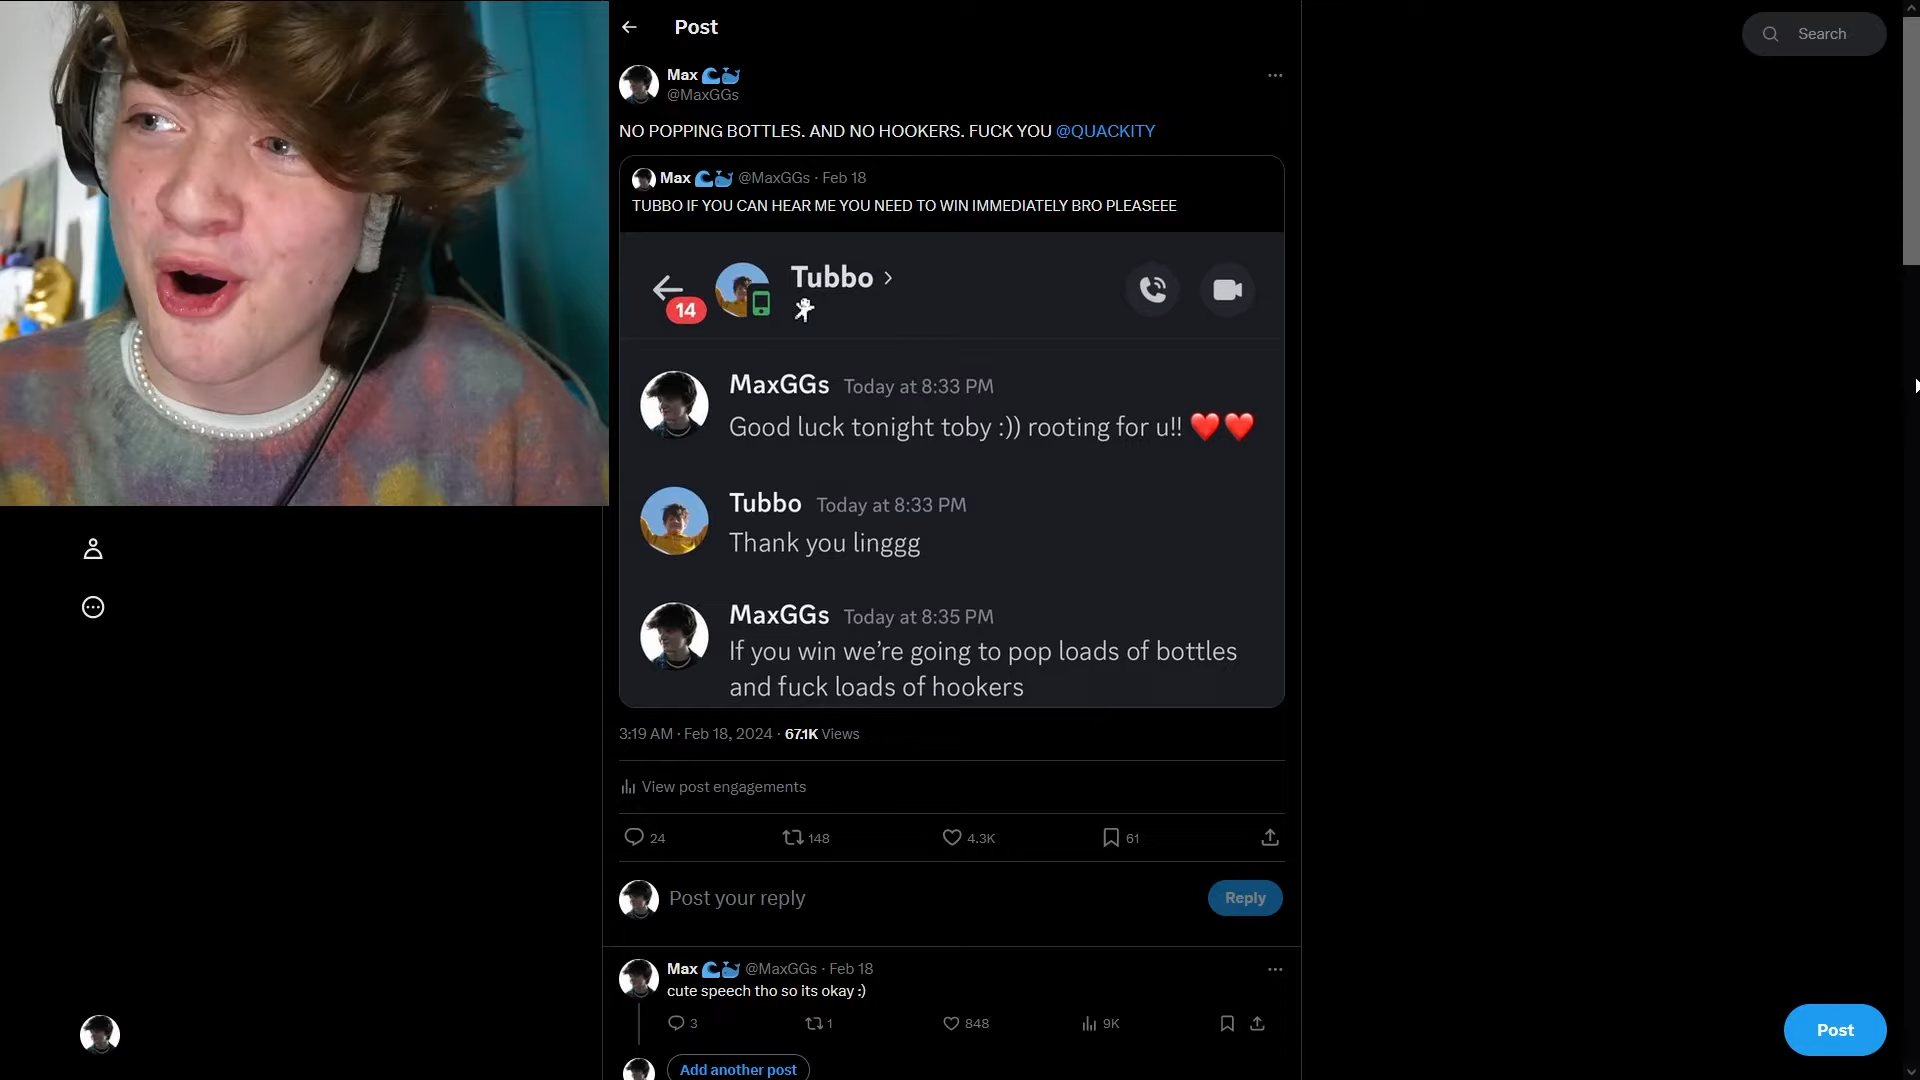 Post
Search
Max
@MaxGGs
NO POPPING BOTTLES. AND NO HOOKERS. FUCK YOU @QUACKITY
Max @MaxGGs · Feb 18
TUBBO IF YOU CAN HEAR ME YOU NEED TO WIN IMMEDIATELY BRO PLEASEEE
Tubbo
14
MaxGGs Today at 8:33 PM
Good luck tonight toby :)) rooting for u!! ❤️❤️
Tubbo Today at 8:33 PM
Thank you linggg
MaxGGs Today at 8:35 PM
If you win we’re going to pop loads of bottles
and fuck loads of hookers
3:19 AM · Feb 18, 2024 · 67.1K Views
View post engagements
24 148 4.3K 61
Post your reply
Reply
Max @MaxGGs · Feb 18
cute speech tho so its okay :)
3 1 848 9K
Add another post
Post